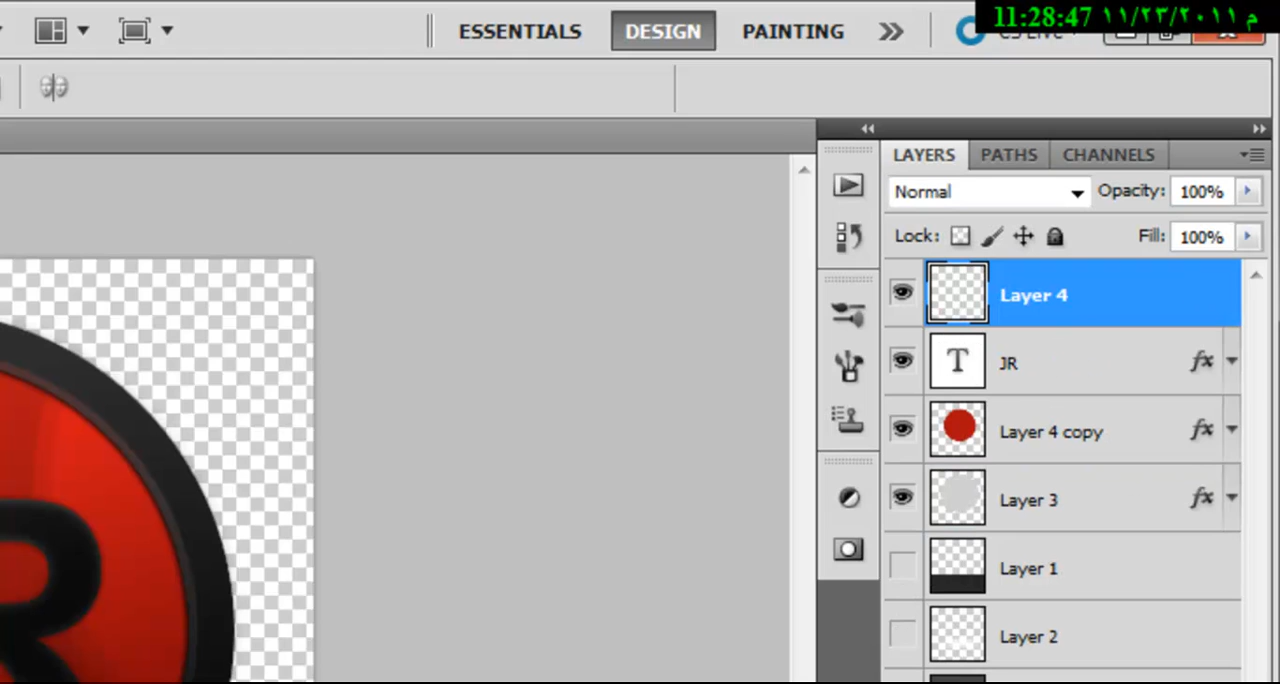 11:28:47 ١١/٢٣/٢٠١١ م
ESSENTIALS DESIGN PAINTING
LAYERS PATHS CHANNELS
Normal Opacity: 100%
Lock: Fill: 100%
Layer 4
T JR fx
Layer 4 copy fx
Layer 3 fx
Layer 1
Layer 2
R